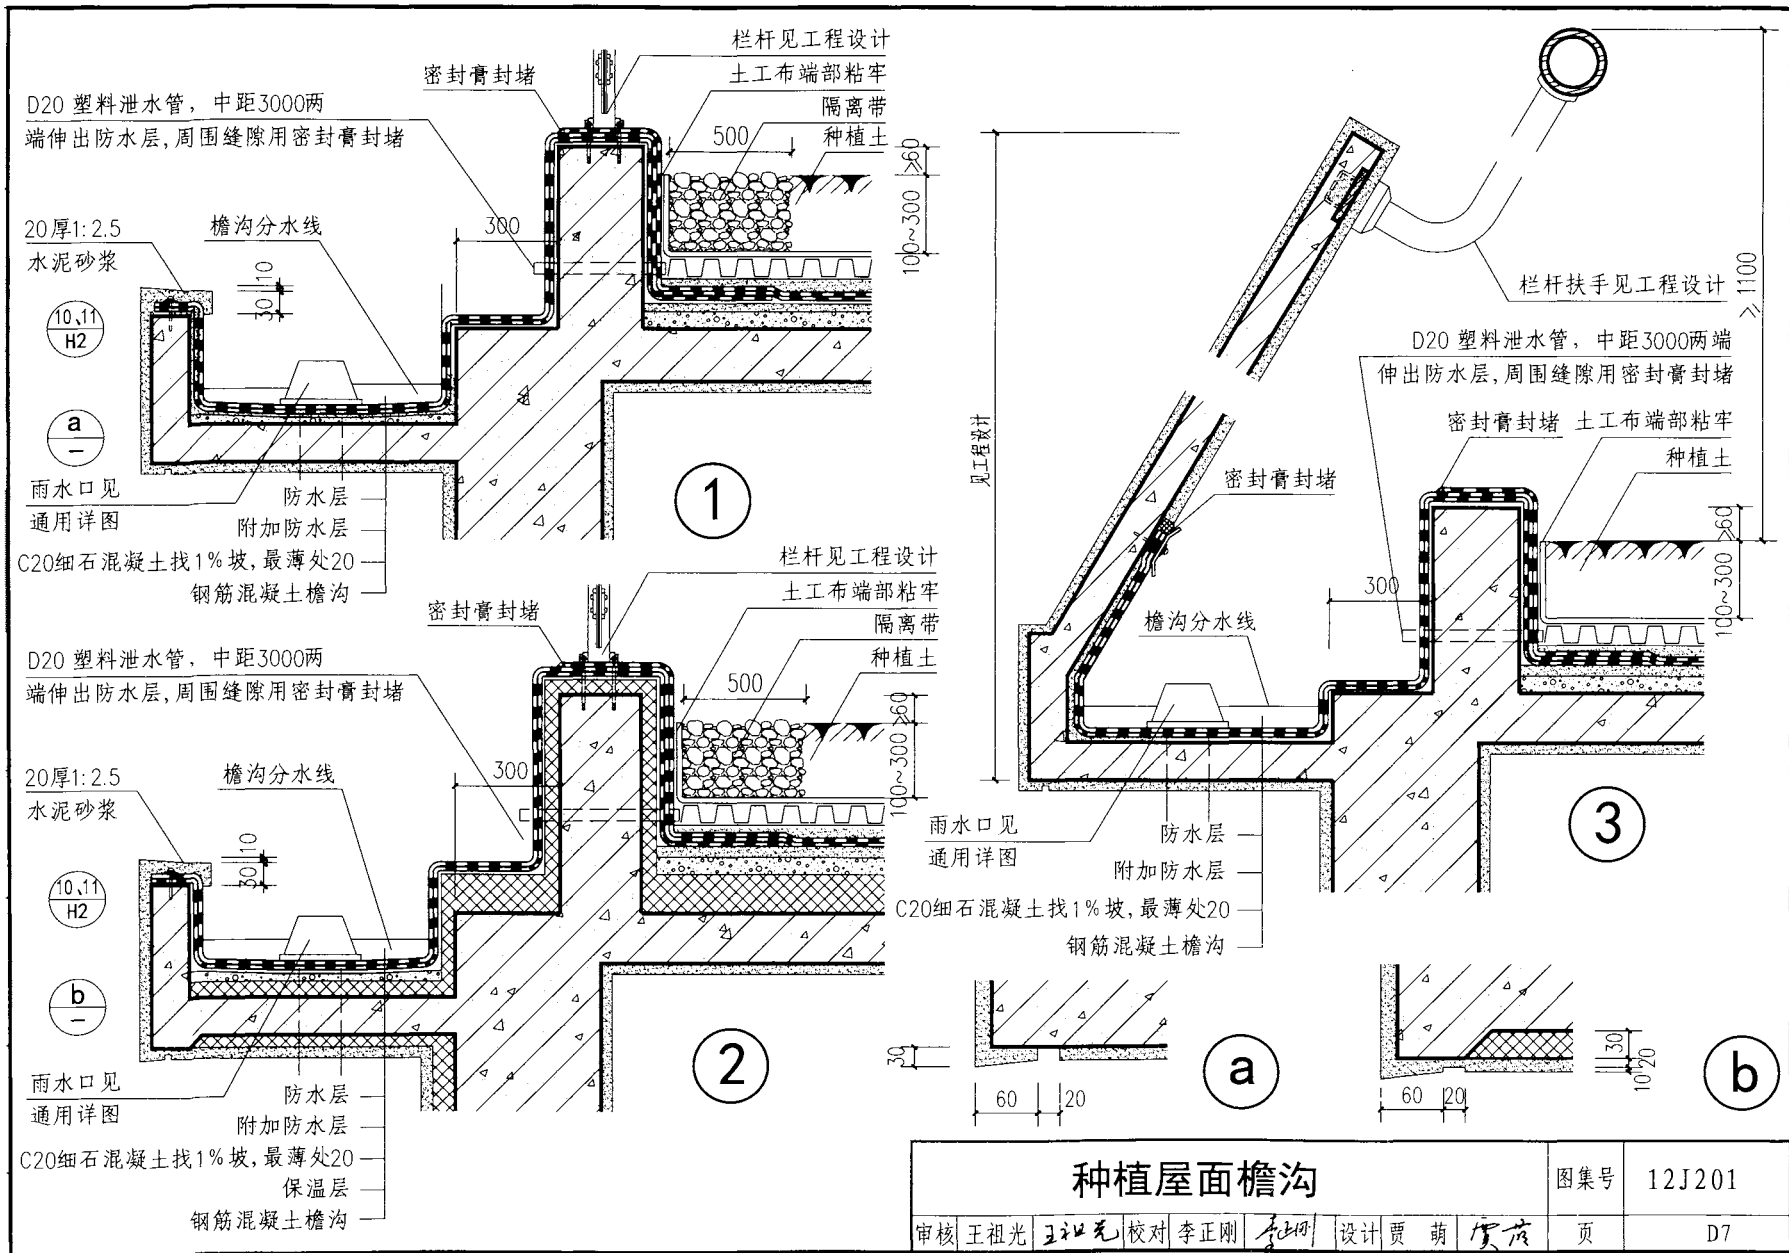 栏杆见工程设计
密封膏封堵
土工布端部粘牢
D20 塑料泄水管，中距3000两
端伸出防水层,周围缝隙用密封膏封堵
隔离带
500
种植土
≥60
100~300
300
20厚1:2.5
水泥砂浆
檐沟分水线
10
30
10、11
H2
a
—
雨水口见
通用详图
防水层
附加防水层
C20细石混凝土找1%坡,最薄处20
钢筋混凝土檐沟
1
栏杆见工程设计
土工布端部粘牢
密封膏封堵
隔离带
D20 塑料泄水管，中距3000两
端伸出防水层,周围缝隙用密封膏封堵
种植土
500
≥60
100~300
300
20厚1:2.5
水泥砂浆
檐沟分水线
10
30
10、11
H2
b
—
雨水口见
通用详图
防水层
附加防水层
C20细石混凝土找1%坡,最薄处20
保温层
钢筋混凝土檐沟
2
栏杆扶手见工程设计
≥1100
D20 塑料泄水管，中距3000两端
伸出防水层,周围缝隙用密封膏封堵
密封膏封堵
土工布端部粘牢
种植土
见工程设计
密封膏封堵
≥60
100~300
300
檐沟分水线
雨水口见
通用详图
防水层
附加防水层
C20细石混凝土找1%坡,最薄处20
钢筋混凝土檐沟
3
30
60
20
a
30
20
10
60
20
b
种植屋面檐沟
图集号
12J201
审核 王祖光 王祖光 校对 李正刚 李正刚 设计 贾 萌 贾萌 页 D7